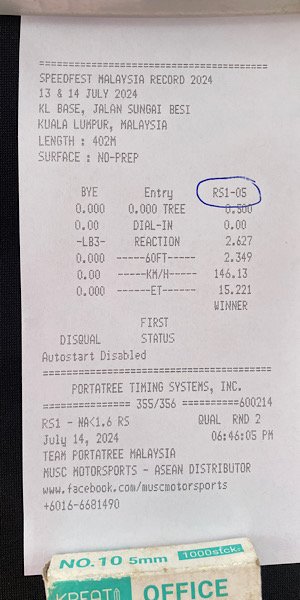 ========================================
SPEEDFEST MALAYSIA RECORD 2024
13 & 14 JULY 2024
KL BASE, JALAN SUNGAI BESI
KUALA LUMPUR, MALAYSIA
LENGTH : 402M
SURFACE : NO-PREP
BYE Entry RS1-05
0.000 0.000 TREE 0.500
0.00 DIAL-IN 0.00
-LB3- REACTION 2.627
0.000 -----60FT----- 2.349
0.00 -----KM/H----- 146.13
0.000 ------ET------ 15.221
WINNER
FIRST
DISQUAL STATUS
Autostart Disabled
========================================
PORTATREE TIMING SYSTEMS, INC.
=============== 355/356 ==========600214
RS1 - NA<1.6 RS QUAL RND 2
July 14, 2024 06:46:05 PM
TEAM PORTATREE MALAYSIA
MUSC MOTORSPORTS - ASEAN DISTRIBUTOR
www.facebook.com/muscmotorsports
+6016-6681490
NO.10 5mm 1000stck.
KREATI OFFICE